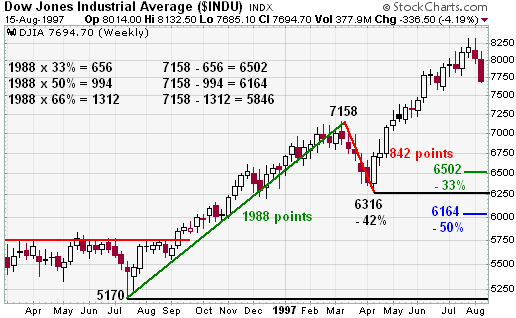 Dow Jones Industrial Average ($INDU) INDX © StockCharts.com
15-Aug-1997 Op 8014.00 Hi 8132.50 Lo 7685.10 Cl 7694.70 Vol 377.9M Chg -336.50 (-4.19%)
DJIA 7694.70 (Weekly)
1988 x 33% = 656 7158 - 656 = 6502
1988 x 50% = 994 7158 - 994 = 6164
1988 x 66% = 1312 7158 - 1312 = 5846
7158
842 points
6502
- 33%
6316
- 42%
6164
- 50%
1988 points
5170
8250
8000
7750
7500
7250
7000
6750
6500
6250
6000
5750
5500
5250
Apr May Jun Jul Aug Sep Oct Nov Dec 1997 Feb Mar Apr May Jun Jul Aug